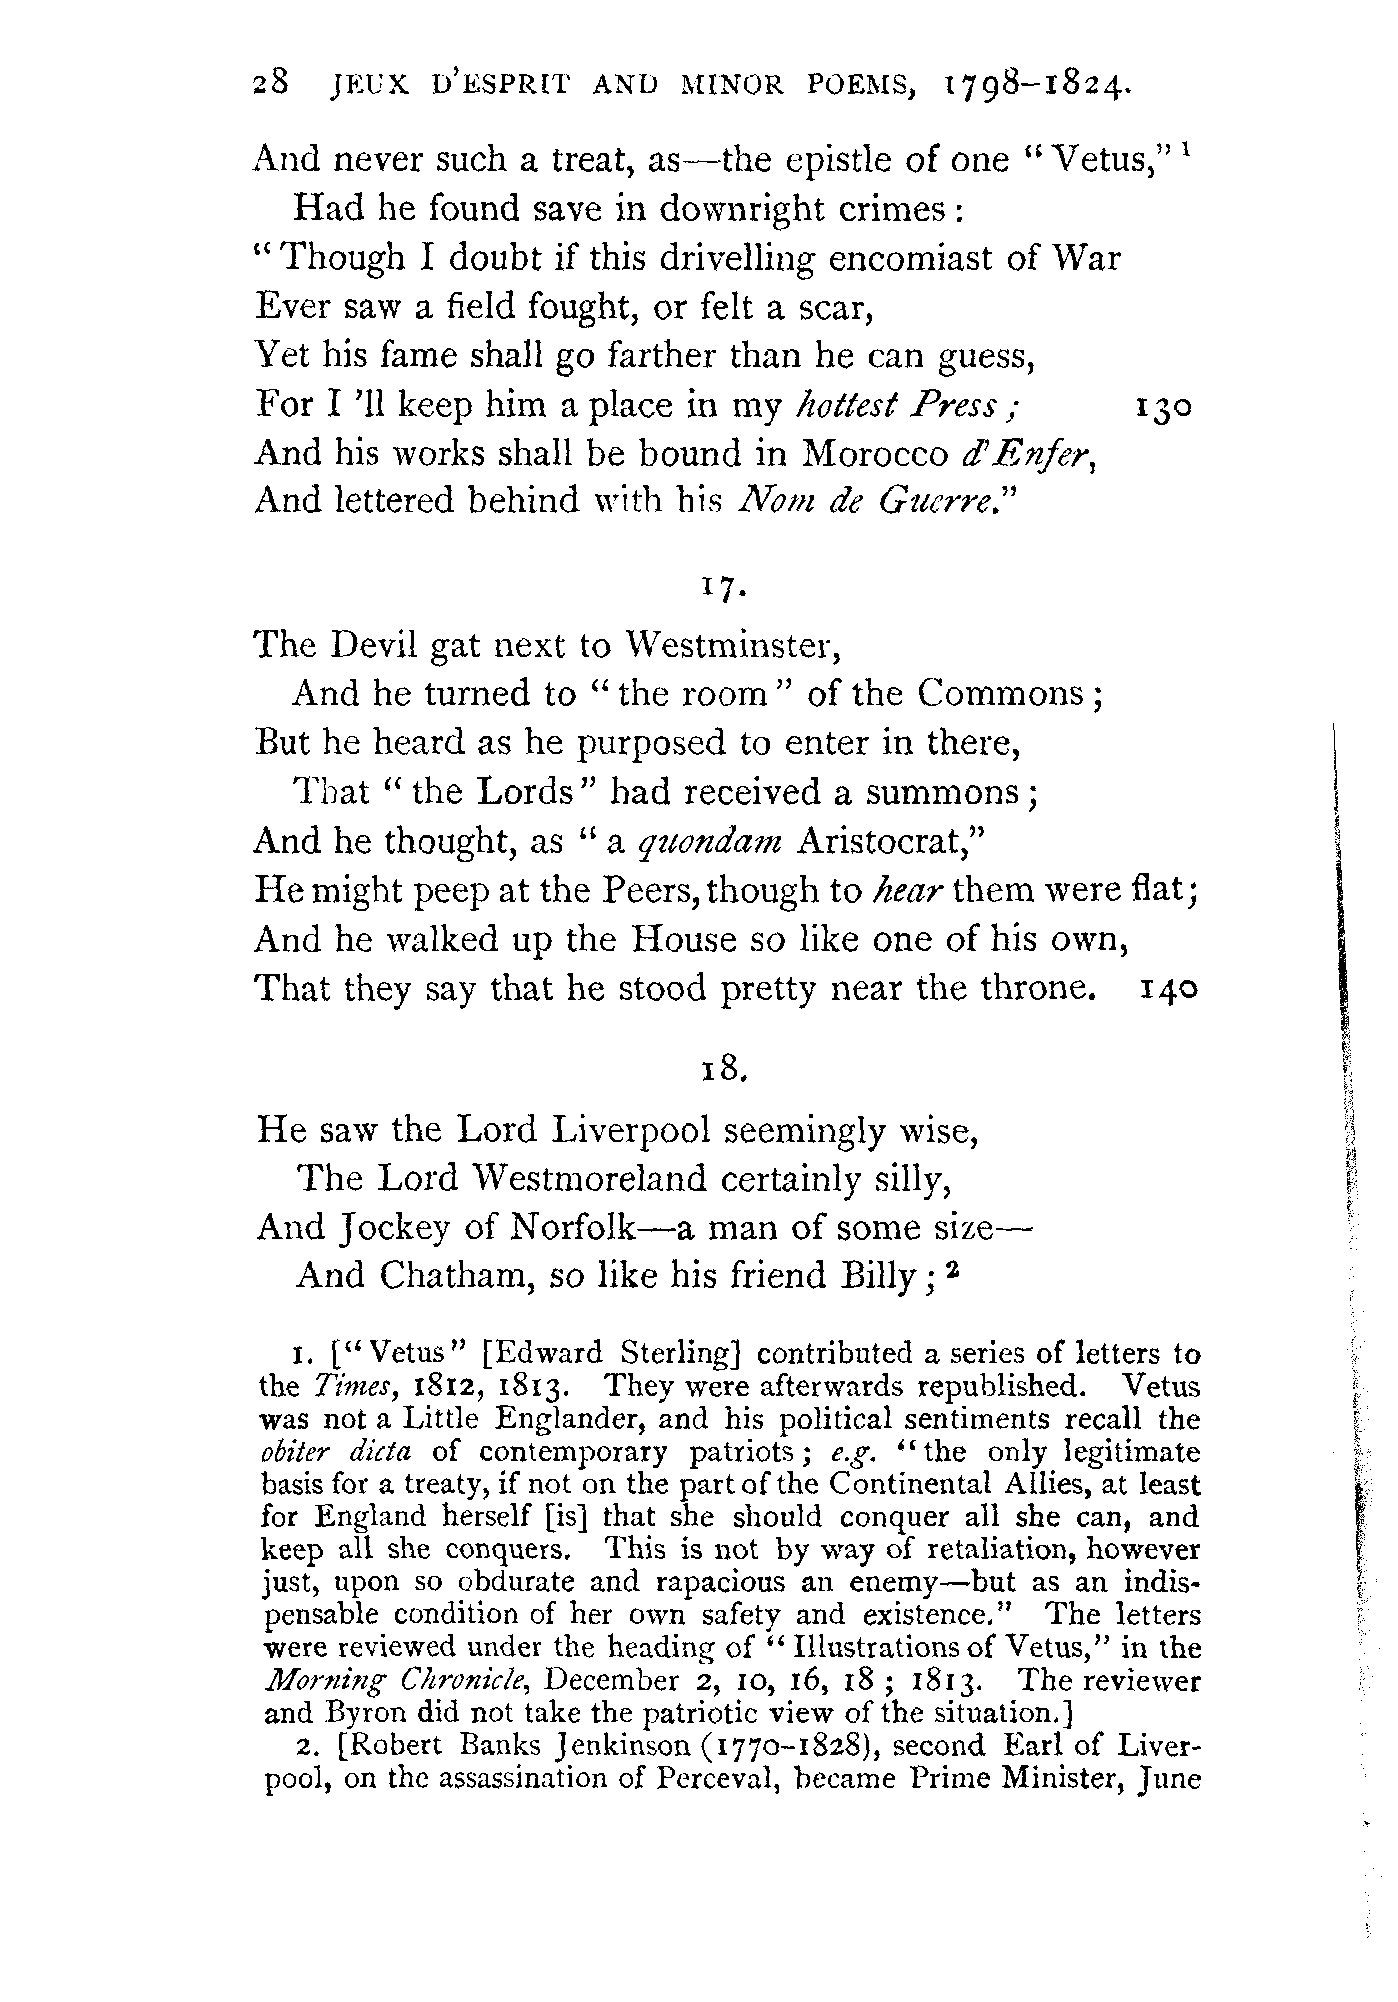 28 JEUX D'ESPRIT AND MINOR POEMS, 1798–1824.
And never such a treat, as—the epistle of one "Vetus," 1
Had he found save in downright crimes:
"Though I doubt if this drivelling encomiast of War
Ever saw a field fought, or felt a scar,
Yet his fame shall go farther than he can guess,
For I 'll keep him a place in my hottest Press; 130
And his works shall be bound in Morocco d'Enfer,
And lettered behind with his Nom de Guerre."
17.
The Devil gat next to Westminster,
And he turned to "the room" of the Commons;
But he heard as he purposed to enter in there,
That "the Lords" had received a summons;
And he thought, as "a quondam Aristocrat,"
He might peep at the Peers, though to hear them were flat;
And he walked up the House so like one of his own,
That they say that he stood pretty near the throne. 140
18.
He saw the Lord Liverpool seemingly wise,
The Lord Westmoreland certainly silly,
And Jockey of Norfolk—a man of some size—
And Chatham, so like his friend Billy; 2
1. ["Vetus" [Edward Sterling] contributed a series of letters to
the Times, 1812, 1813. They were afterwards republished. Vetus
was not a Little Englander, and his political sentiments recall the
obiter dicta of contemporary patriots; e.g. "the only legitimate
basis for a treaty, if not on the part of the Continental Allies, at least
for England herself [is] that she should conquer all she can, and
keep all she conquers. This is not by way of retaliation, however
just, upon so obdurate and rapacious an enemy—but as an indis-
pensable condition of her own safety and existence." The letters
were reviewed under the heading of "Illustrations of Vetus," in the
Morning Chronicle, December 2, 10, 16, 18; 1813. The reviewer
and Byron did not take the patriotic view of the situation.]
2. [Robert Banks Jenkinson (1770–1828), second Earl of Liver-
pool, on the assassination of Perceval, became Prime Minister, June